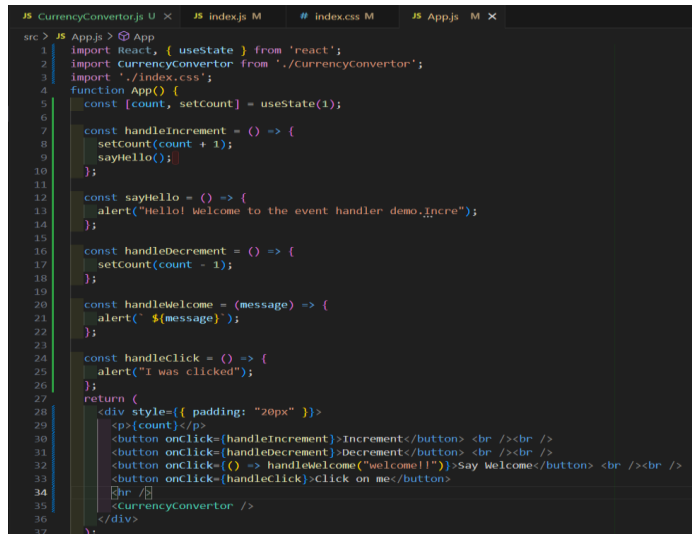 JS CurrencyConvertor.js U × JS index.js M # index.css M JS App.js M ×
src > JS App.js > App
1 import React, { useState } from 'react';
2 import CurrencyConvertor from './CurrencyConvertor';
3 import './index.css';
4 function App() {
5 const [count, setCount] = useState(1);
6
7 const handleIncrement = () => {
8 setCount(count + 1);
9 sayHello();
10 };
11
12 const sayHello = () => {
13 alert("Hello! Welcome to the event handler demo.Incre");
14 };
15
16 const handleDecrement = () => {
17 setCount(count - 1);
18 };
19
20 const handleWelcome = (message) => {
21 alert(` ${message}`);
22 };
23
24 const handleClick = () => {
25 alert("I was clicked");
26 };
27 return (
28 <div style={{ padding: "20px" }}>
29 <p>{count}</p>
30 <button onClick={handleIncrement}>Increment</button> <br /><br />
31 <button onClick={handleDecrement}>Decrement</button> <br /><br />
32 <button onClick={() => handleWelcome("welcome!!")}>Say Welcome</button> <br /><br />
33 <button onClick={handleClick}>Click on me</button>
34 <hr />
35 <CurrencyConvertor />
36 </div>
37 );